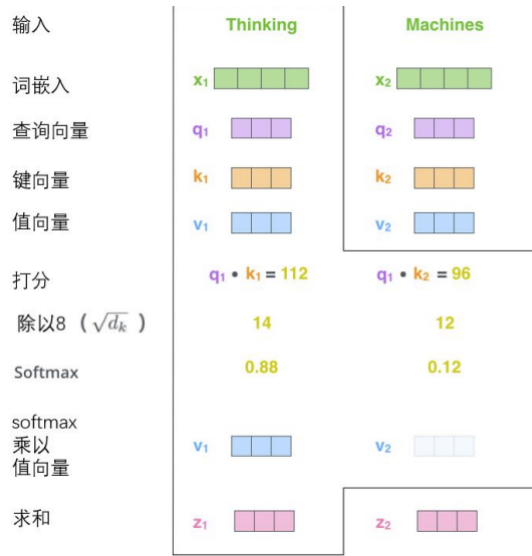 输入 Thinking Machines
词嵌入 x₁ x₂
查询向量 q₁ q₂
键向量 k₁ k₂
值向量 v₁ v₂
打分 q₁ • k₁ = 112 q₁ • k₂ = 96
除以8 ( √dₖ ) 14 12
Softmax 0.88 0.12
softmax
乘以 v₁ v₂
值向量
求和 z₁ z₂